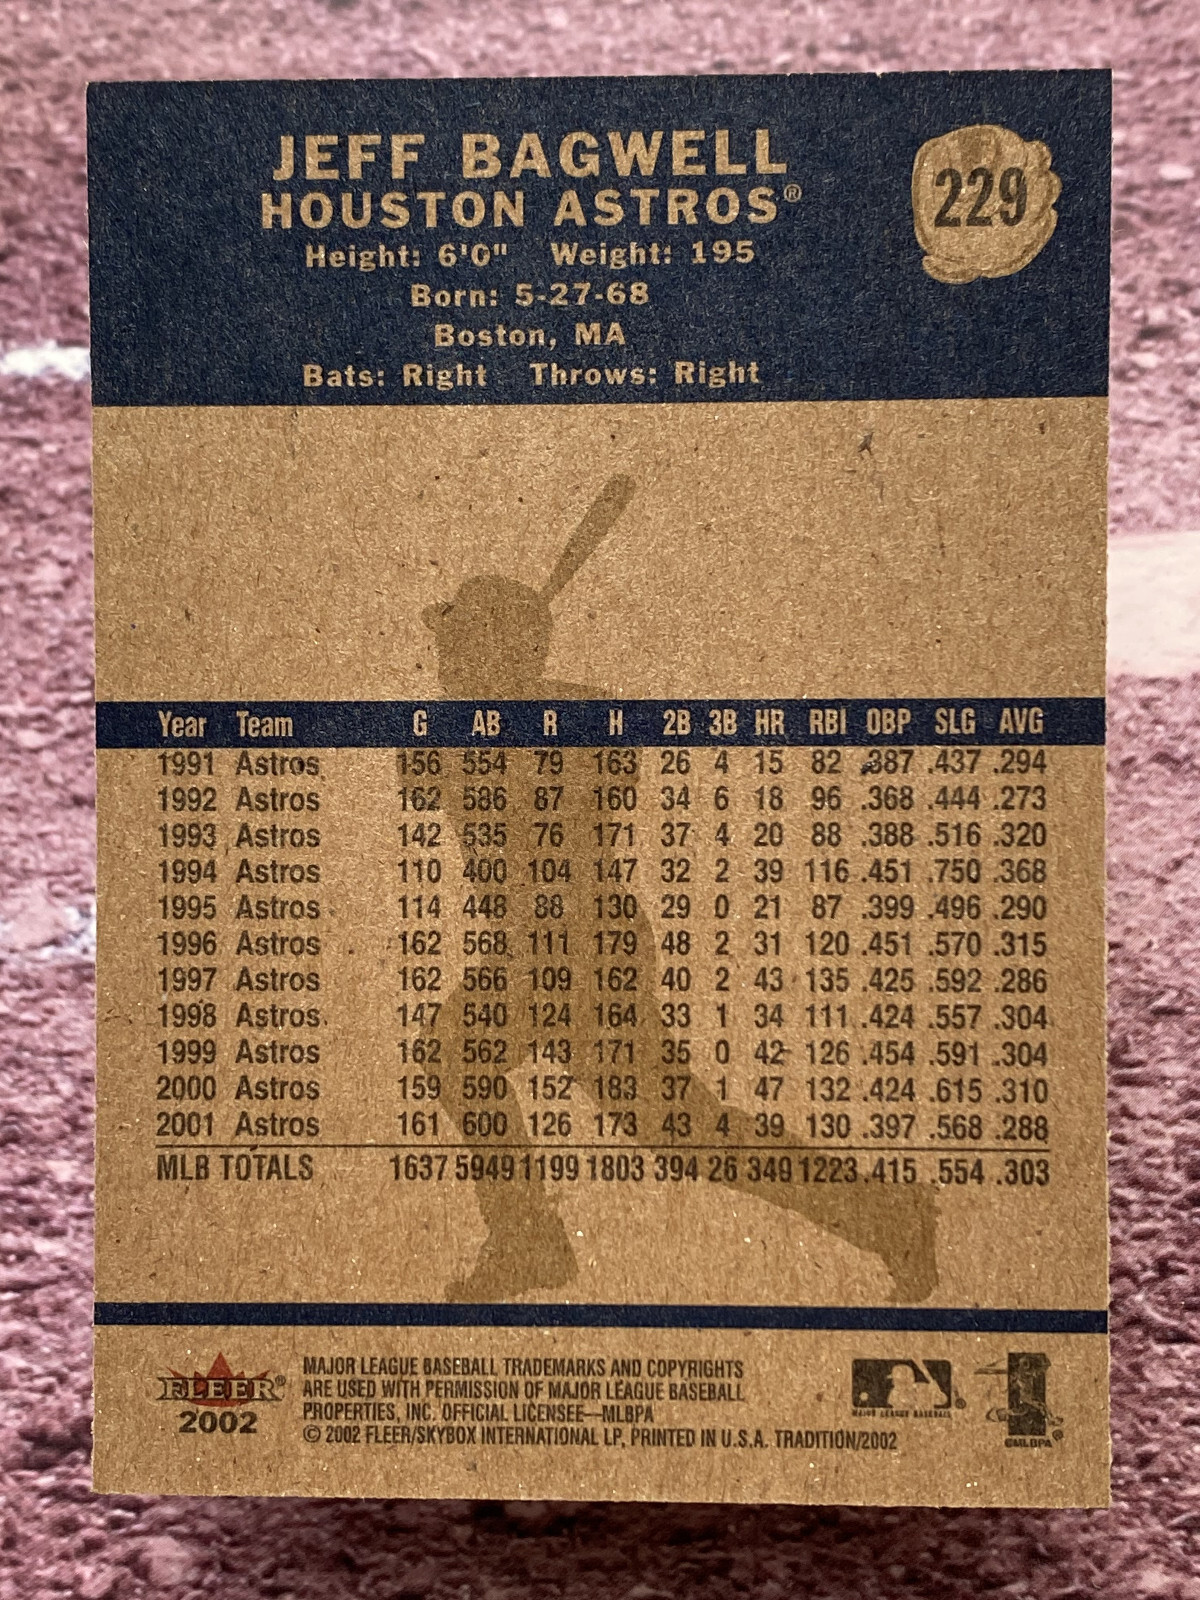 JEFF BAGWELL
229
HOUSTON ASTROS®
Height: 6'0" Weight: 195
Born: 5-27-68
Boston, MA
Bats: Right Throws: Right
Year Team G AB R H 2B 3B HR RBI OBP SLG AVG
1991 Astros 156 554 79 163 26 4 15 82 .387 .437 .294
1992 Astros 162 586 87 160 34 6 18 96 .368 .444 .273
1993 Astros 142 535 76 171 37 4 20 88 .388 .516 .320
1994 Astros 110 400 104 147 32 2 39 116 .451 .750 .368
1995 Astros 114 448 88 130 29 0 21 87 .399 .496 .290
1996 Astros 162 568 111 179 48 2 31 120 .451 .570 .315
1997 Astros 162 566 109 162 40 2 43 135 .425 .592 .286
1998 Astros 147 540 124 164 33 1 34 111 .424 .557 .304
1999 Astros 162 562 143 171 35 0 42 126 .454 .591 .304
2000 Astros 159 590 152 183 37 1 47 132 .424 .615 .310
2001 Astros 161 600 126 173 43 4 39 130 .397 .568 .288
MLB TOTALS 1637 5949 1199 1803 394 26 349 1223 .415 .554 .303
FLEER®
2002
MAJOR LEAGUE BASEBALL TRADEMARKS AND COPYRIGHTS
ARE USED WITH PERMISSION OF MAJOR LEAGUE BASEBALL
PROPERTIES, INC. OFFICIAL LICENSEE—MLBPA
© 2002 FLEER/SKYBOX INTERNATIONAL LP, PRINTED IN U.S.A. TRADITION/2002
MAJOR LEAGUE BASEBALL
©MLBPA